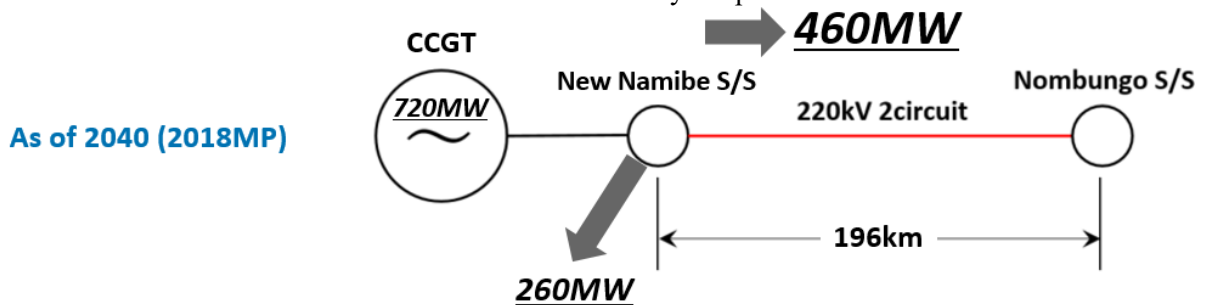 460MW
CCGT
New Namibe S/S
Nombungo S/S
720MW
220kV 2circuit
As of 2040 (2018MP)
196km
260MW